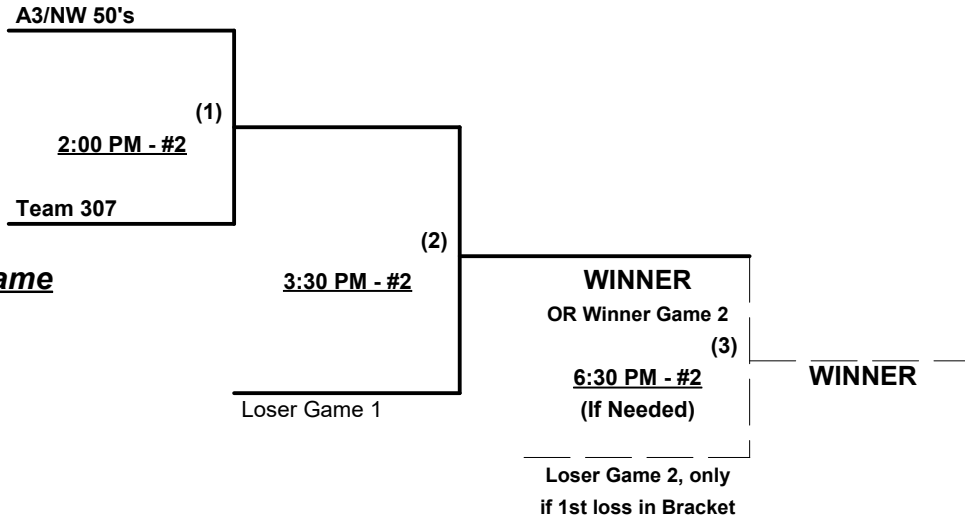 A3/NW 50's
(1)
2:00 PM - #2
Team 307
(2)
3:30 PM - #2
WINNER
OR Winner Game 2
(3)
6:30 PM - #2
(If Needed)
WINNER
Loser Game 1
Loser Game 2, only
if 1st loss in Bracket